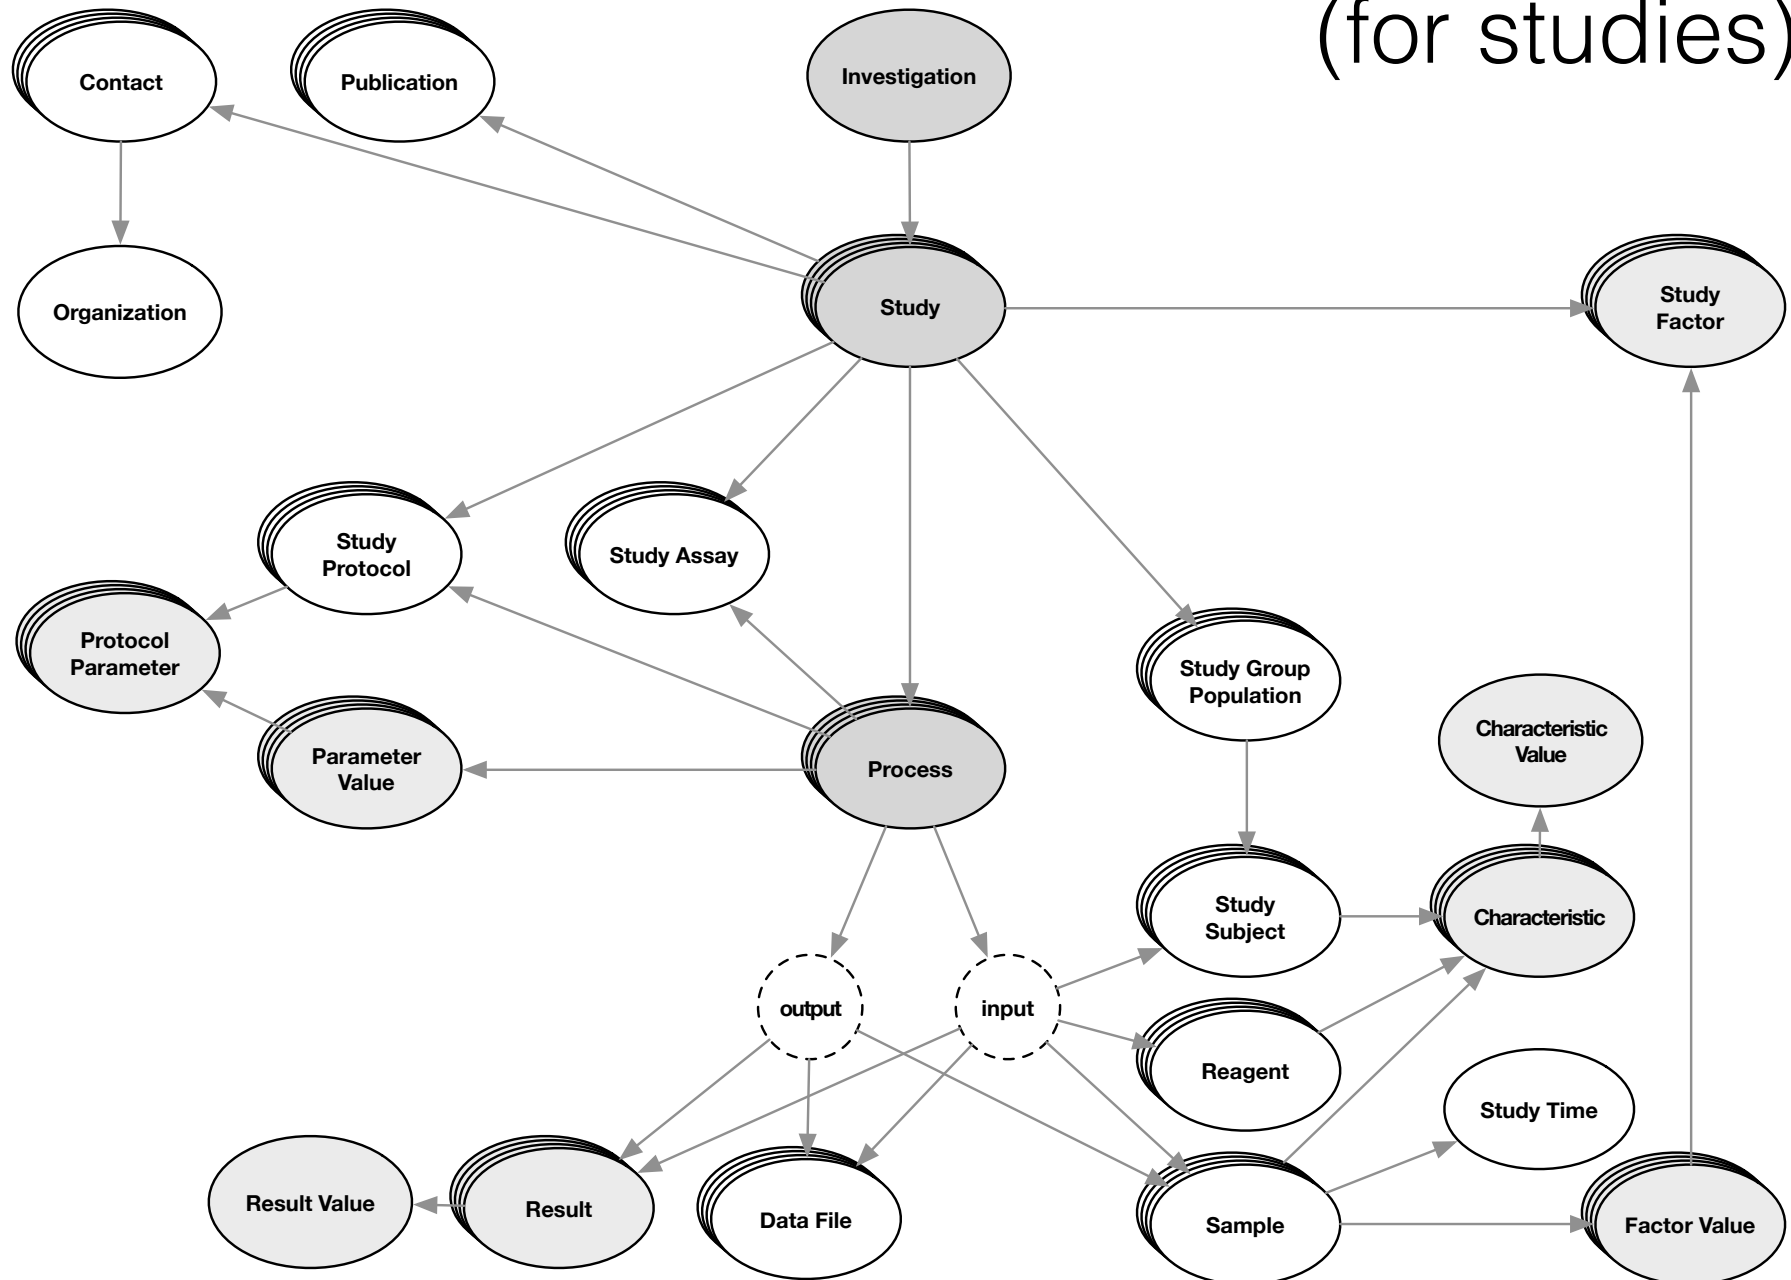 (for studies)
Contact
Publication
Investigation
Organization
Study
Study
Factor
Study
Protocol
Study Assay
Protocol
Parameter
Study Group
Population
Parameter
Value
Process
Characteristic
Value
Study
Subject
Characteristic
output
input
Reagent
Study Time
Result Value
Result
Data File
Sample
Factor Value